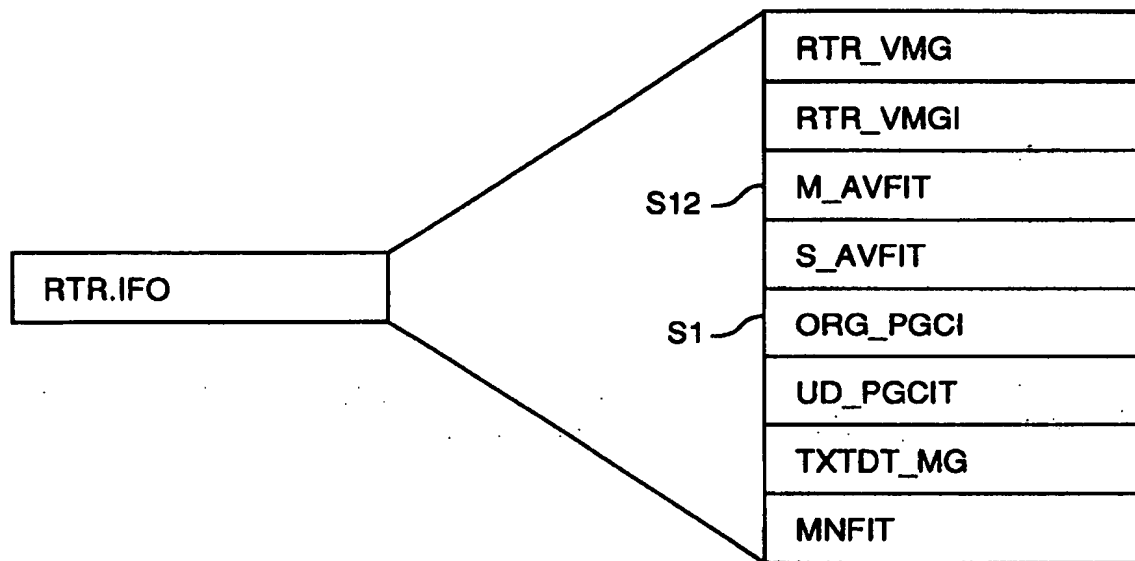 RTR_VMG
RTR_VMGI
M_AVFIT
S12
S_AVFIT
RTR.IFO
ORG_PGCI
S1
UD_PGCIT
TXTDT_MG
MNFIT